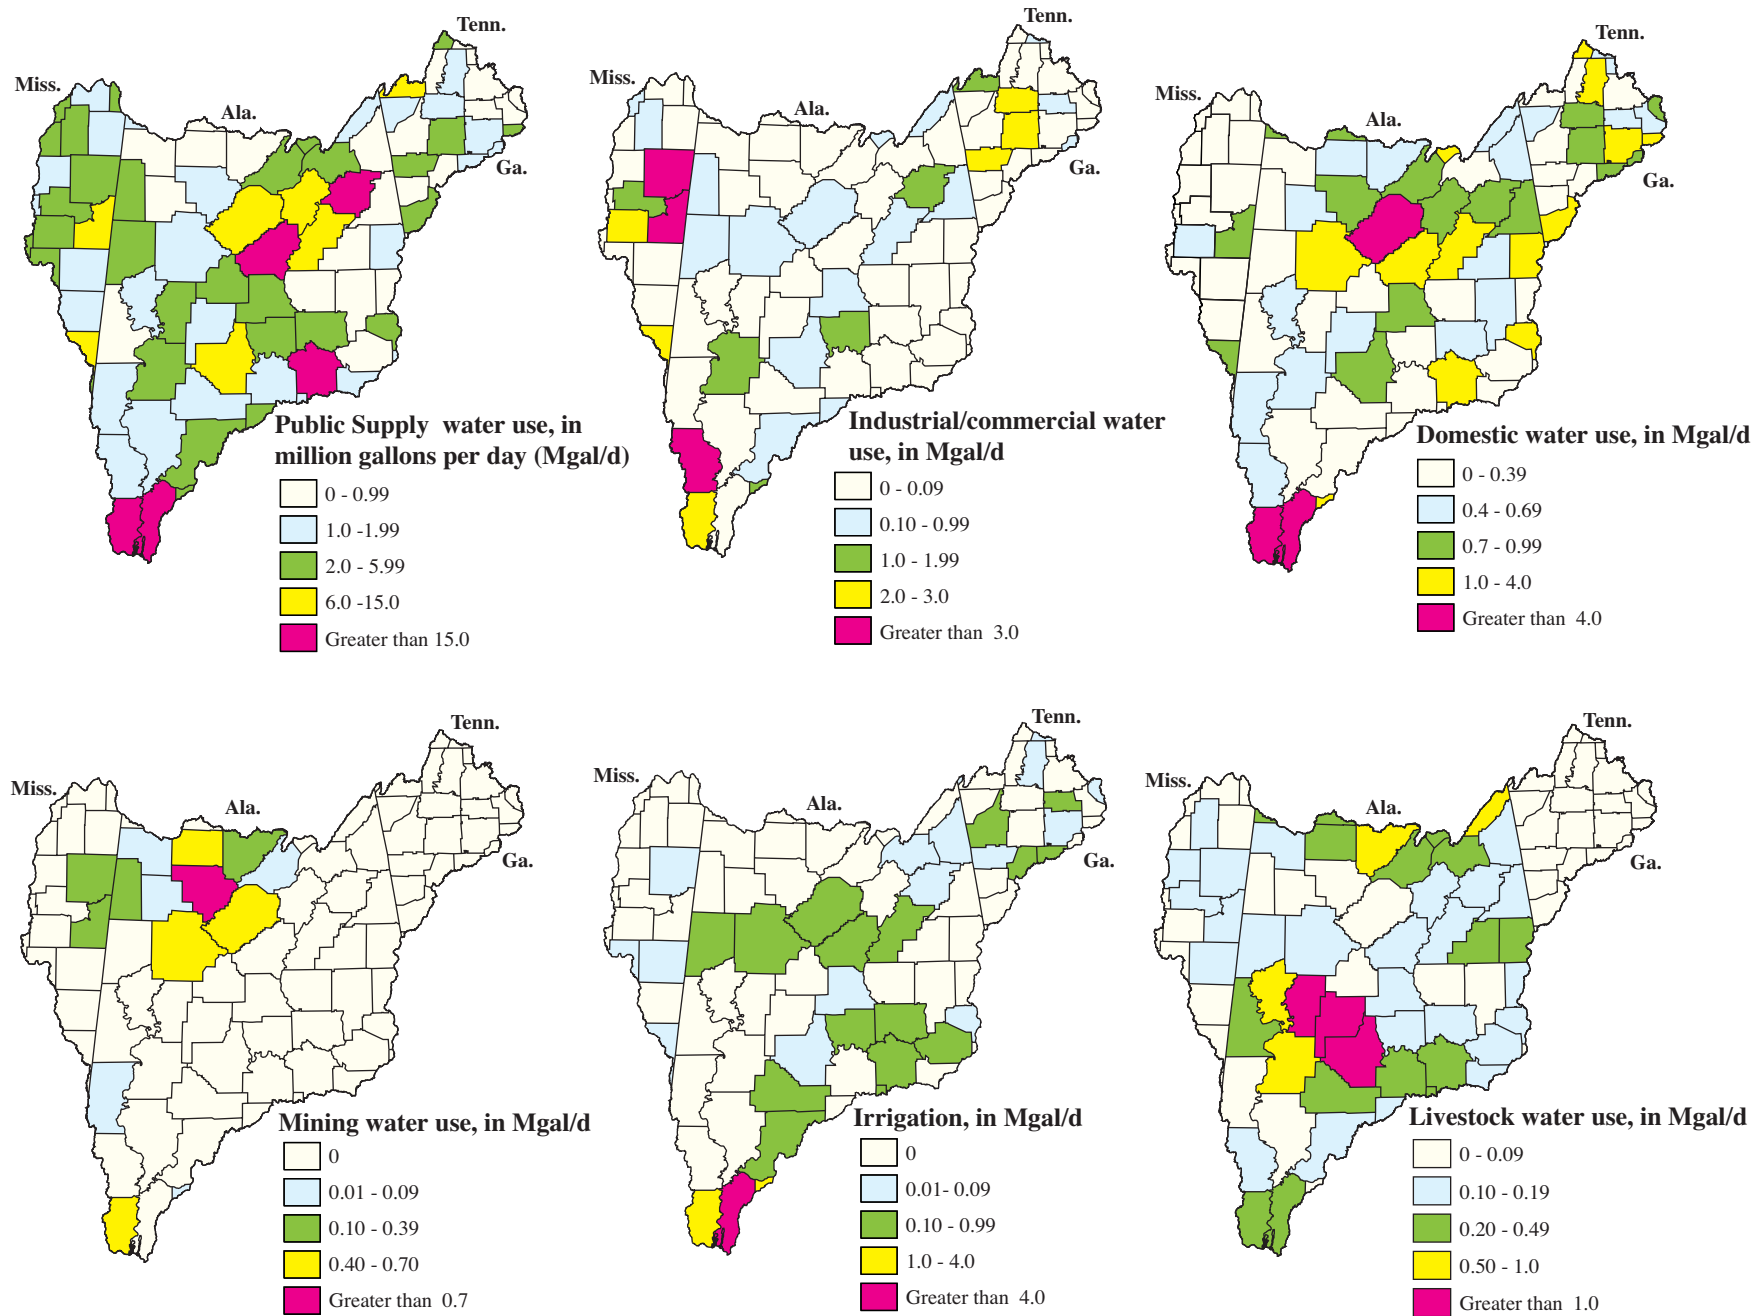 Tenn.
Miss.
Ala.
Ga.
Public Supply water use, in
million gallons per day (Mgal/d)
0 - 0.99
1.0 -1.99
2.0 - 5.99
6.0 -15.0
Greater than 15.0
Tenn.
Miss.
Ala.
Ga.
Industrial/commercial water
use, in Mgal/d
0 - 0.09
0.10 - 0.99
1.0 - 1.99
2.0 - 3.0
Greater than 3.0
Tenn.
Miss.
Ala.
Ga.
Domestic water use, in Mgal/d
0 - 0.39
0.4 - 0.69
0.7 - 0.99
1.0 - 4.0
Greater than 4.0
Tenn.
Miss.
Ala.
Ga.
Mining water use, in Mgal/d
0
0.01 - 0.09
0.10 - 0.39
0.40 - 0.70
Greater than 0.7
Tenn.
Miss.
Ala.
Ga.
Irrigation, in Mgal/d
0
0.01- 0.09
0.10 - 0.99
1.0 - 4.0
Greater than 4.0
Tenn.
Miss.
Ala.
Ga.
Livestock water use, in Mgal/d
0 - 0.09
0.10 - 0.19
0.20 - 0.49
0.50 - 1.0
Greater than 1.0